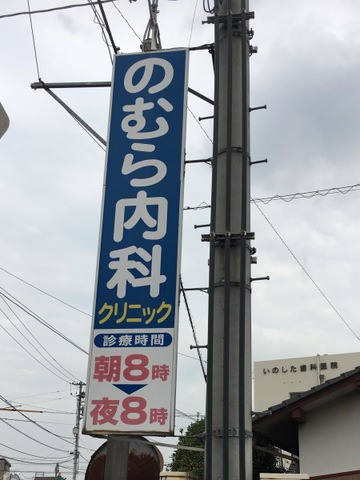 のむら内科
クリニック
診療時間
朝8時
夜8時
いのした歯科医院